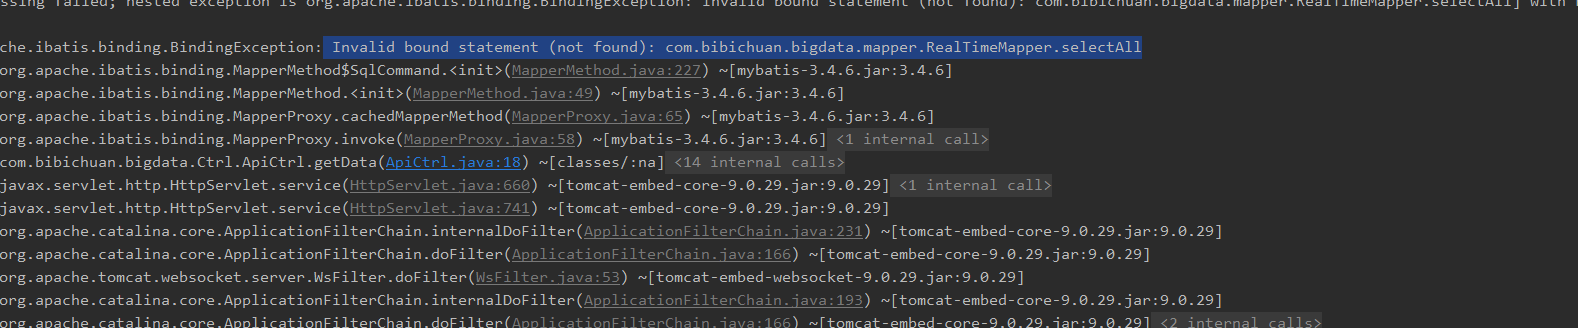 ssing failed; nested exception is org.apache.ibatis.binding.BindingException: Invalid bound statement (not found): com.bibichuan.bigdata.mapper.RealTimeMapper.selectAll] with
che.ibatis.binding.BindingException: Invalid bound statement (not found): com.bibichuan.bigdata.mapper.RealTimeMapper.selectAll
org.apache.ibatis.binding.MapperMethod$SqlCommand.<init>(MapperMethod.java:227) ~[mybatis-3.4.6.jar:3.4.6]
org.apache.ibatis.binding.MapperMethod.<init>(MapperMethod.java:49) ~[mybatis-3.4.6.jar:3.4.6]
org.apache.ibatis.binding.MapperProxy.cachedMapperMethod(MapperProxy.java:65) ~[mybatis-3.4.6.jar:3.4.6]
org.apache.ibatis.binding.MapperProxy.invoke(MapperProxy.java:58) ~[mybatis-3.4.6.jar:3.4.6] <1 internal call>
com.bibichuan.bigdata.Ctrl.ApiCtrl.getData(ApiCtrl.java:18) ~[classes/:na] <14 internal calls>
javax.servlet.http.HttpServlet.service(HttpServlet.java:660) ~[tomcat-embed-core-9.0.29.jar:9.0.29] <1 internal call>
javax.servlet.http.HttpServlet.service(HttpServlet.java:741) ~[tomcat-embed-core-9.0.29.jar:9.0.29]
org.apache.catalina.core.ApplicationFilterChain.internalDoFilter(ApplicationFilterChain.java:231) ~[tomcat-embed-core-9.0.29.jar:9.0.29]
org.apache.catalina.core.ApplicationFilterChain.doFilter(ApplicationFilterChain.java:166) ~[tomcat-embed-core-9.0.29.jar:9.0.29]
org.apache.tomcat.websocket.server.WsFilter.doFilter(WsFilter.java:53) ~[tomcat-embed-websocket-9.0.29.jar:9.0.29]
org.apache.catalina.core.ApplicationFilterChain.internalDoFilter(ApplicationFilterChain.java:193) ~[tomcat-embed-core-9.0.29.jar:9.0.29]
org.apache.catalina.core.ApplicationFilterChain.doFilter(ApplicationFilterChain.java:166) ~[tomcat-embed-core-9.0.29.jar:9.0.29] <2 internal calls>